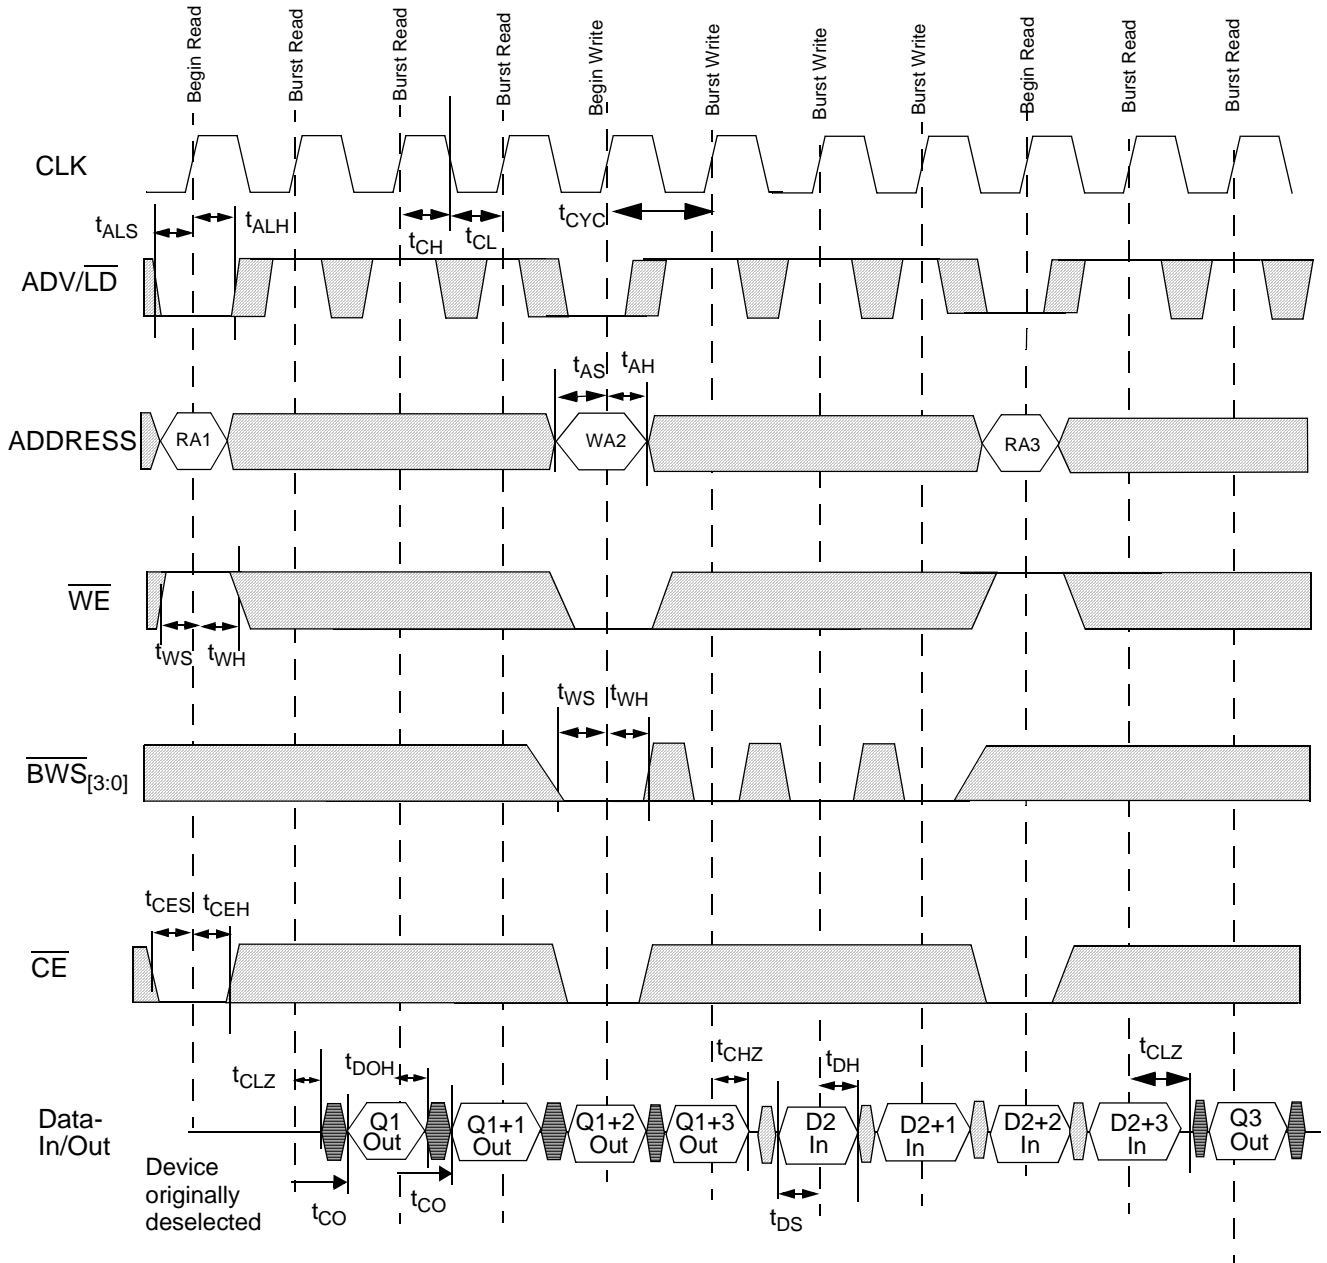 Begin Read
Burst Read
Burst Read
Burst Read
Begin Write
Burst Write
Burst Write
Burst Write
Begin Read
Burst Read
Burst Read
CLK
tALS
tALH
tCH
tCL
tCYC
ADV/LD
tAS
tAH
ADDRESS
RA1
WA2
RA3
WE
tWS
tWH
tWS
tWH
BWS[3:0]
tCES
tCEH
CE
tCLZ
tDOH
tCHZ
tDH
tCLZ
Data-
In/Out
Q1
Out
Q1+1
Out
Q1+2
Out
Q1+3
Out
D2
In
D2+1
In
D2+2
In
D2+3
In
Q3
Out
Device
originally
deselected
tCO
tCO
tDS